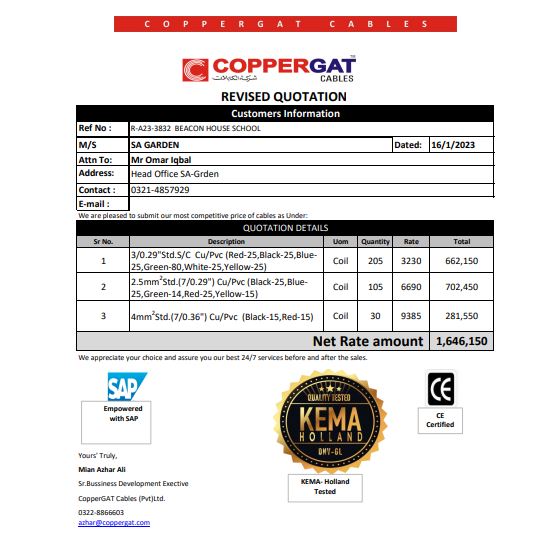 COPPERGAT CABLES
COPPERGAT™
CABLES
REVISED QUOTATION
Customers Information
Ref No : R-A23-3832 BEACON HOUSE SCHOOL
M/S SA GARDEN Dated: 16/1/2023
Attn To: Mr Omar Iqbal
Address: Head Office SA-Grden
Contact : 0321-4857929
E-mail :
We are pleased to submit our most competitive price of cables as Under:
QUOTATION DETAILS
Sr No. Description Uom Quantity Rate Total
1 3/0.29"Std.S/C Cu/Pvc (Red-25,Black-25,Blue-
25,Green-80,White-25,Yellow-25) Coil 205 3230 662,150
2 2.5mm²Std.(7/0.29") Cu/Pvc (Black-25,Blue-
25,Green-14,Red-25,Yellow-15) Coil 105 6690 702,450
3 4mm²Std.(7/0.36") Cu/Pvc (Black-15,Red-15) Coil 30 9385 281,550
Net Rate amount 1,646,150
We appreciate your choice and assure you our best 24/7 services before and after the sales.
SAP
Empowered
with SAP
QUALITY TESTED
KEMA
HOLLAND
DNV-GL
KEMA- Holland
Tested
CE
CE
Certified
Yours' Truly,
Mian Azhar Ali
Sr.Bussiness Development Exective
CopperGAT Cables (Pvt)Ltd.
0322-8866603
azhar@coppergat.com